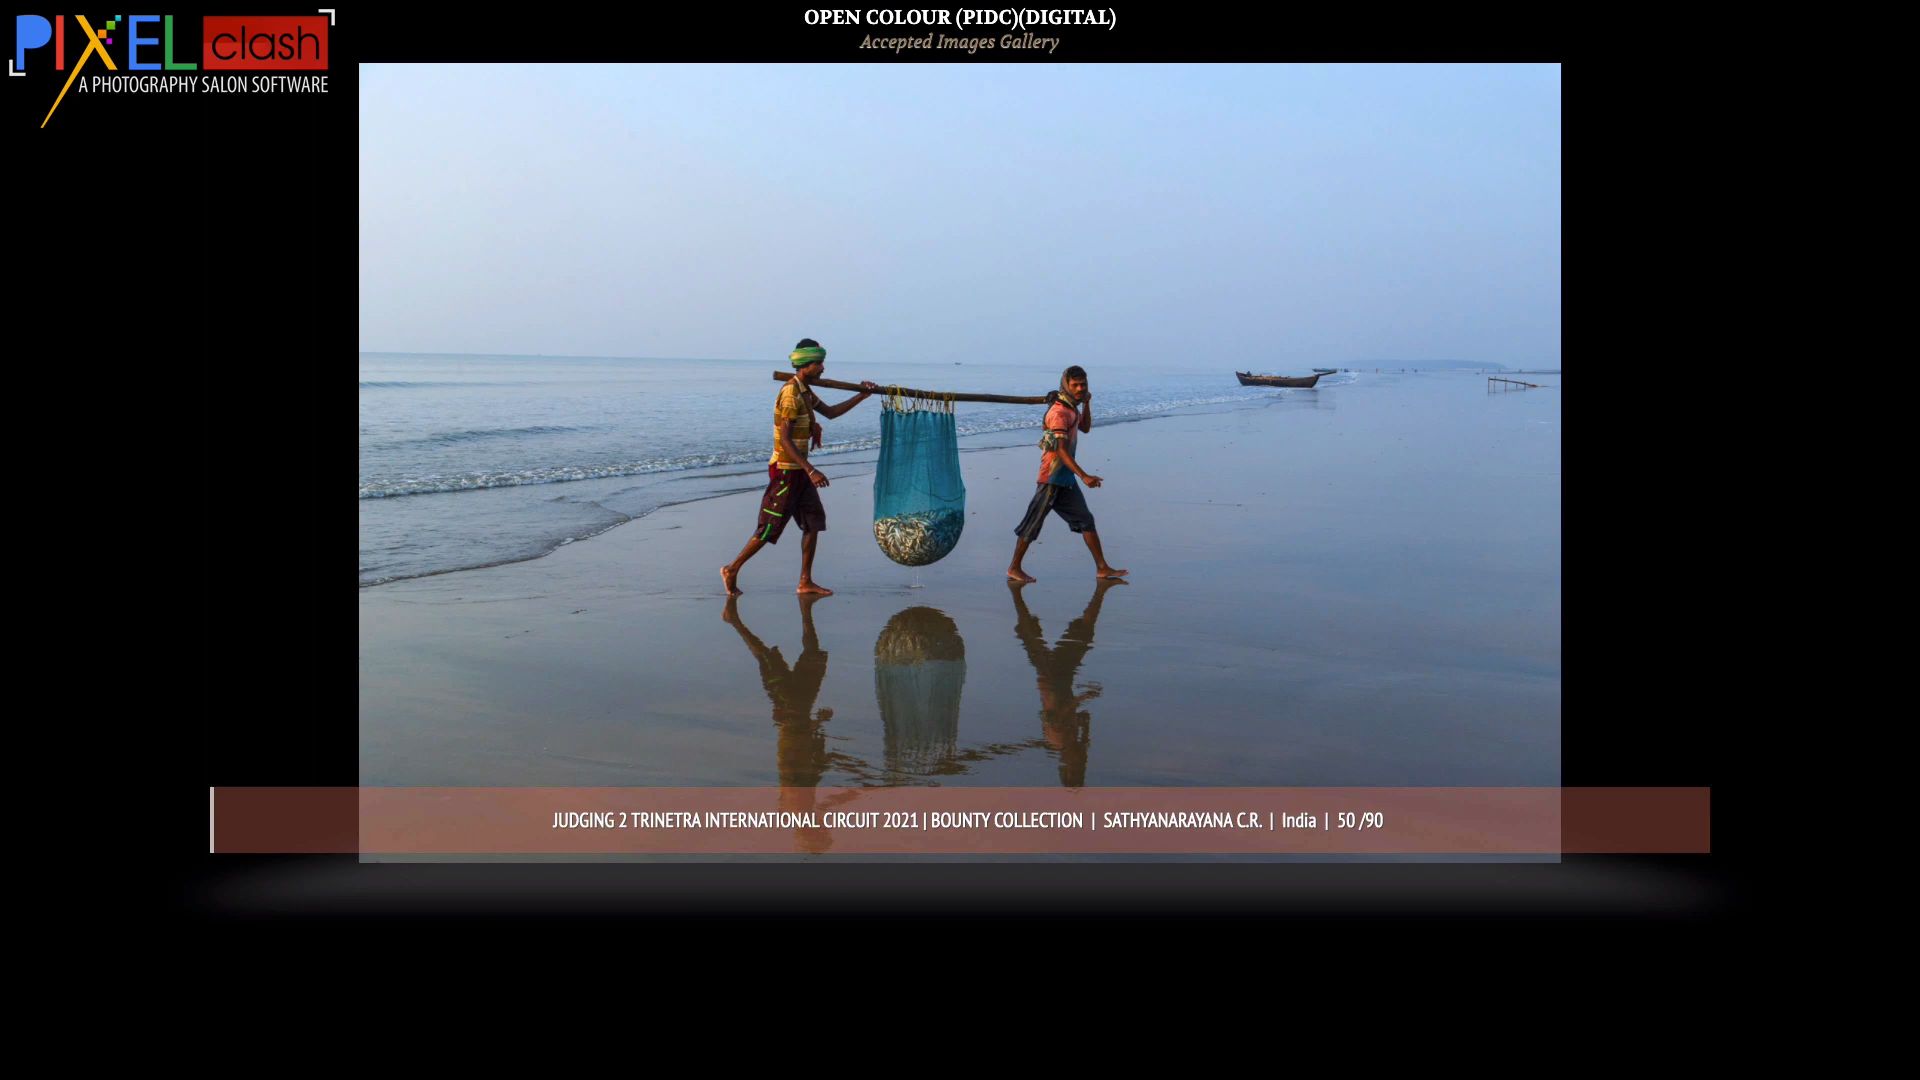 PIXEL clash
A PHOTOGRAPHY SALON SOFTWARE
OPEN COLOUR (PIDC)(DIGITAL)
Accepted Images Gallery
JUDGING 2 TRINETRA INTERNATIONAL CIRCUIT 2021 | BOUNTY COLLECTION | SATHYANARAYANA C.R. | India | 50 /90